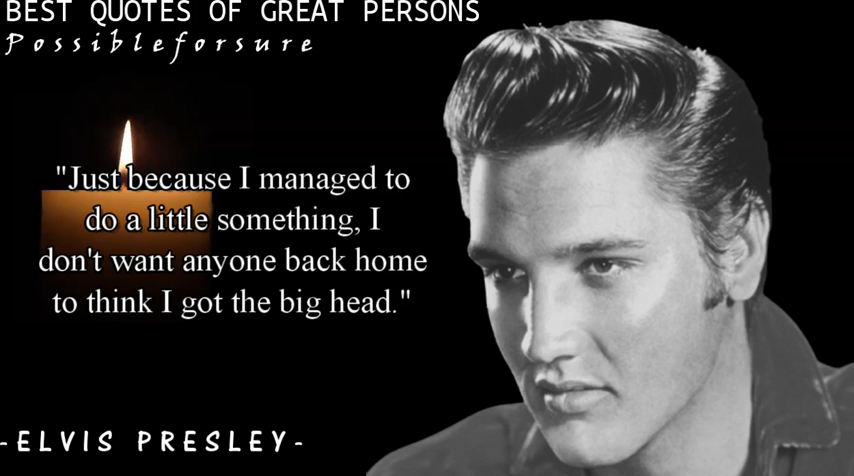 BEST QUOTES OF GREAT PERSONS
Possibleforsure
"Just because I managed to
do a little something, I
don't want anyone back home
to think I got the big head."
-ELVIS PRESLEY-